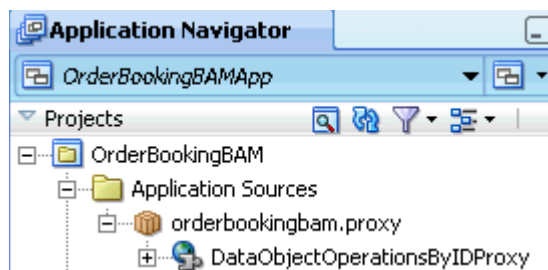 Application Navigator
OrderBookingBAMApp
Projects
OrderBookingBAM
Application Sources
orderbookingbam.proxy
DataObjectOperationsByIDProxy